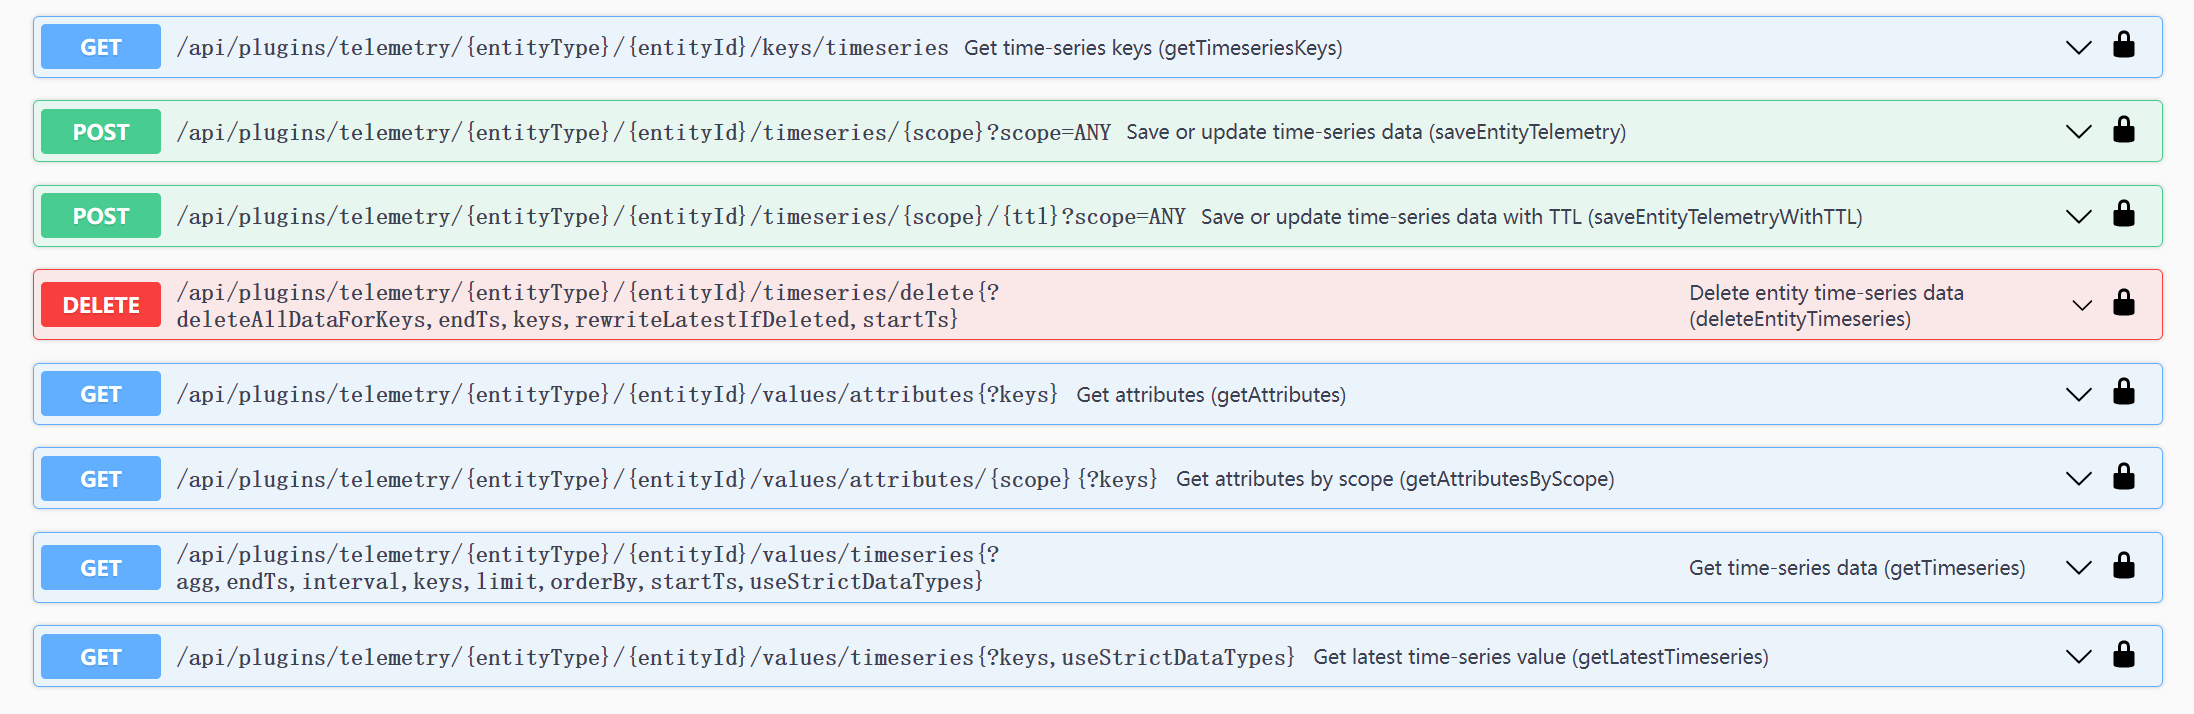 GET /api/plugins/telemetry/{entityType}/{entityId}/keys/timeseries Get time-series keys (getTimeseriesKeys)
POST /api/plugins/telemetry/{entityType}/{entityId}/timeseries/{scope}?scope=ANY Save or update time-series data (saveEntityTelemetry)
POST /api/plugins/telemetry/{entityType}/{entityId}/timeseries/{scope}/{ttl}?scope=ANY Save or update time-series data with TTL (saveEntityTelemetryWithTTL)
DELETE /api/plugins/telemetry/{entityType}/{entityId}/timeseries/delete{?
deleteAllDataForKeys,endTs,keys,rewriteLatestIfDeleted,startTs}
Delete entity time-series data
(deleteEntityTimeseries)
GET /api/plugins/telemetry/{entityType}/{entityId}/values/attributes{?keys} Get attributes (getAttributes)
GET /api/plugins/telemetry/{entityType}/{entityId}/values/attributes/{scope}{?keys} Get attributes by scope (getAttributesByScope)
GET /api/plugins/telemetry/{entityType}/{entityId}/values/timeseries{?
agg,endTs,interval,keys,limit,orderBy,startTs,useStrictDataTypes}
Get time-series data (getTimeseries)
GET /api/plugins/telemetry/{entityType}/{entityId}/values/timeseries{?keys,useStrictDataTypes} Get latest time-series value (getLatestTimeseries)